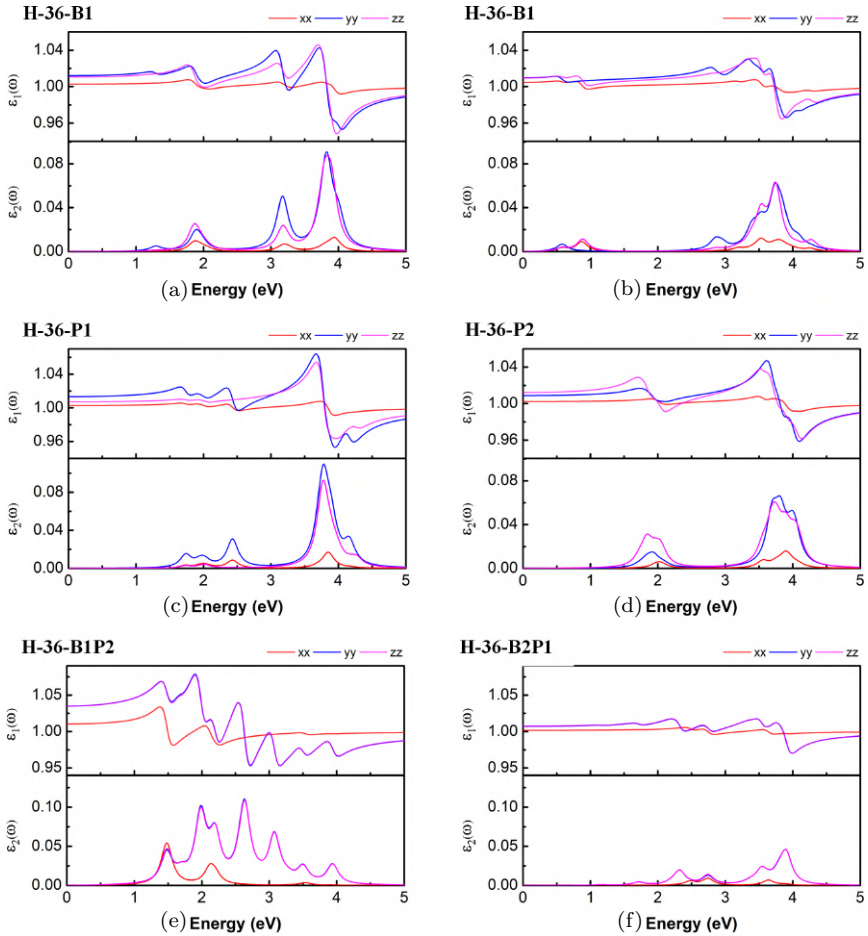 H-36-B1
xx yy zz
1.04
1.00
0.96
ε₁(ω)
0.08
0.04
0.00
ε₂(ω)
0 1 2 3 4 5
(a) Energy (eV)
H-36-B1
xx yy zz
1.04
1.00
0.96
ε₁(ω)
0.08
0.04
0.00
ε₂(ω)
0 1 2 3 4 5
(b) Energy (eV)
H-36-P1
xx yy zz
1.04
1.00
0.96
ε₁(ω)
0.08
0.04
0.00
ε₂(ω)
0 1 2 3 4 5
(c) Energy (eV)
H-36-P2
xx yy zz
1.04
1.00
0.96
ε₁(ω)
0.08
0.04
0.00
ε₂(ω)
0 1 2 3 4 5
(d) Energy (eV)
H-36-B1P2
xx yy zz
1.05
1.00
0.95
ε₁(ω)
0.10
0.05
0.00
ε₂(ω)
0 1 2 3 4 5
(e) Energy (eV)
H-36-B2P1
xx yy zz
1.05
1.00
0.95
ε₁(ω)
0.10
0.05
0.00
ε₂(ω)
0 1 2 3 4 5
(f) Energy (eV)